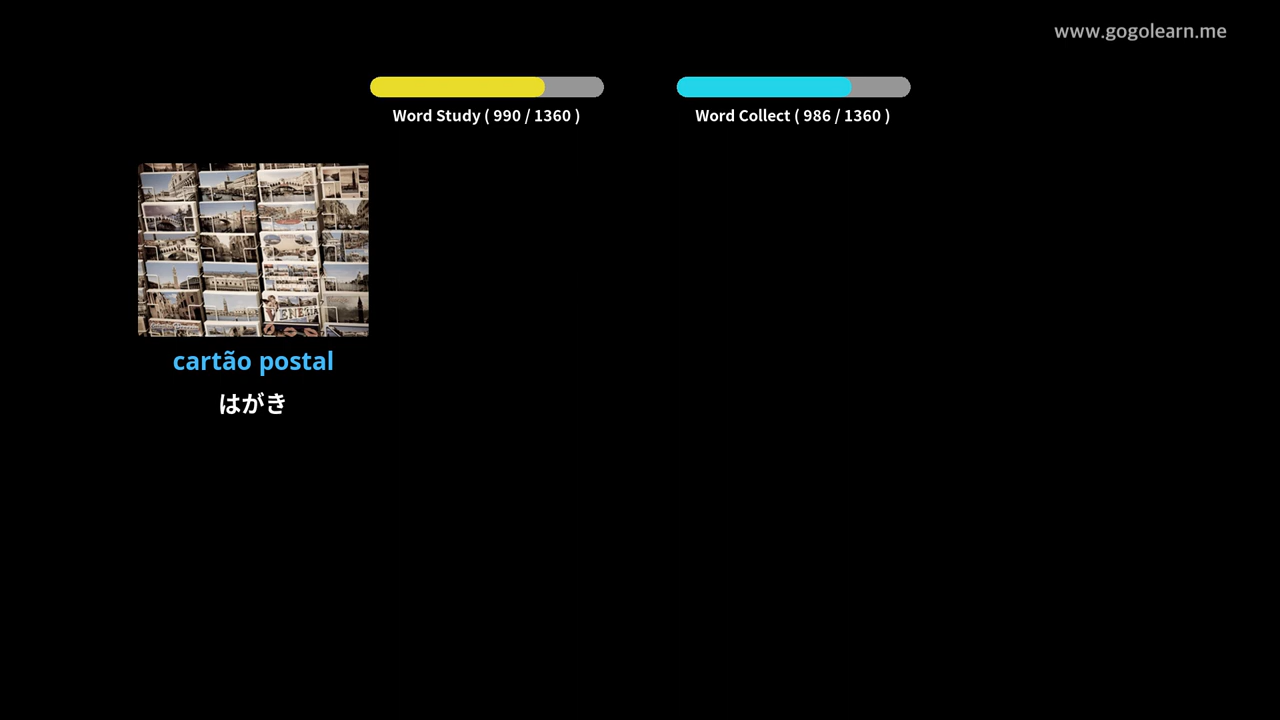 www.gogolearn.me
Word Study ( 990 / 1360 )
Word Collect ( 986 / 1360 )
cartão postal
はがき